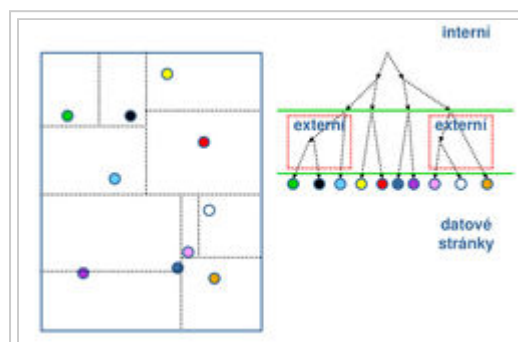 interní
externí
externí
datové
stránky